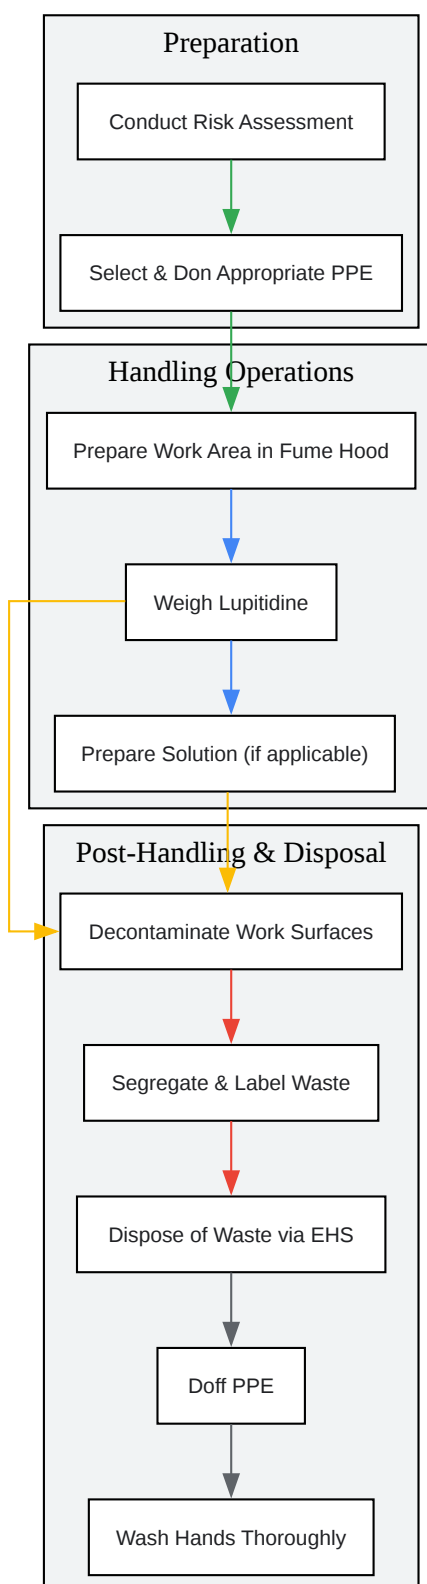 Preparation
Conduct Risk Assessment
Select & Don Appropriate PPE
Handling Operations
Prepare Work Area in Fume Hood
Weigh Lupitidine
Prepare Solution (if applicable)
Post-Handling & Disposal
Decontaminate Work Surfaces
Segregate & Label Waste
Dispose of Waste via EHS
Doff PPE
Wash Hands Thoroughly